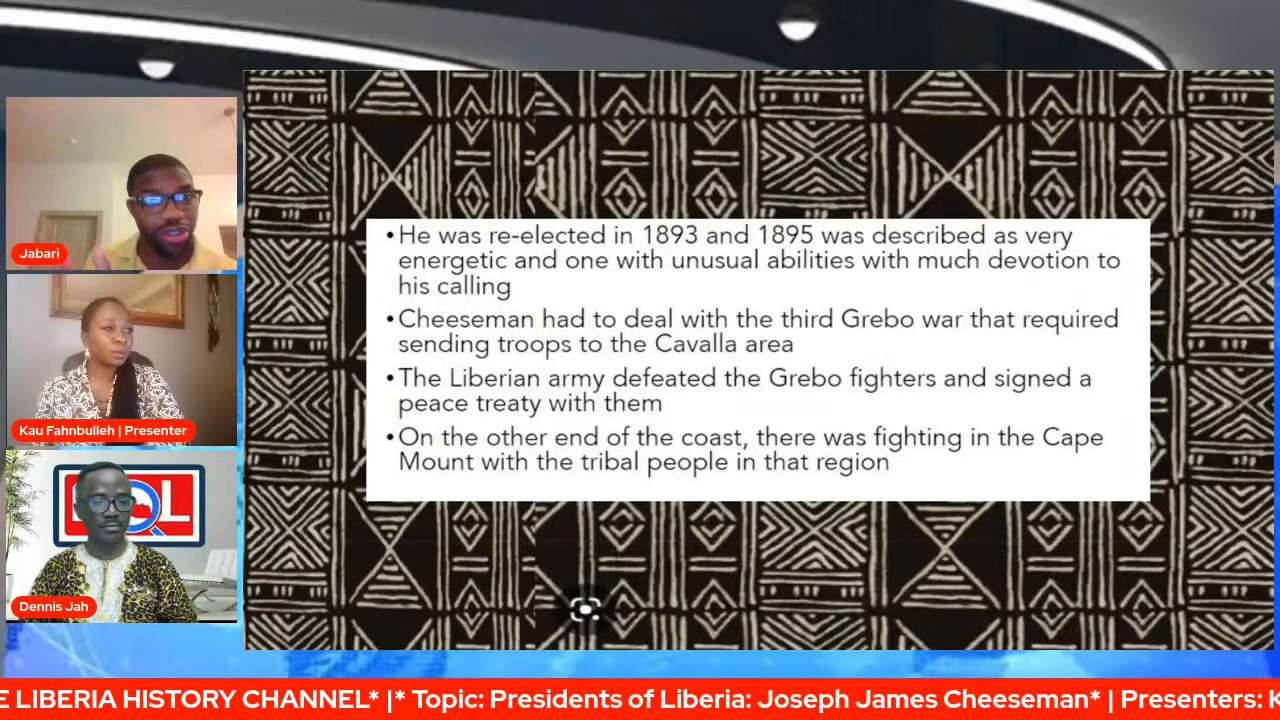 Jabari
Kau Fahnbulleh | Presenter
Dennis Jah
•He was re-elected in 1893 and 1895 was described as very
energetic and one with unusual abilities with much devotion to
his calling
•Cheeseman had to deal with the third Grebo war that required
sending troops to the Cavalla area
•The Liberian army defeated the Grebo fighters and signed a
peace treaty with them
•On the other end of the coast, there was fighting in the Cape
Mount with the tribal people in that region
E LIBERIA HISTORY CHANNEL* |* Topic: Presidents of Liberia: Joseph James Cheeseman* | Presenters: K